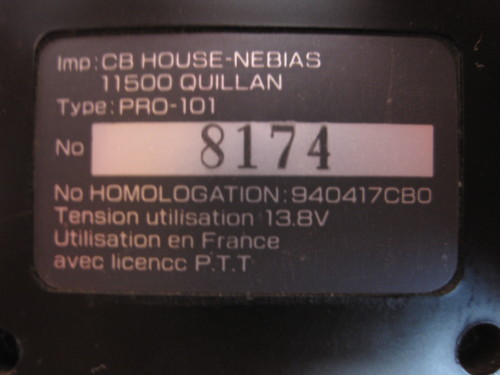 Imp: CB HOUSE-NEBIAS
11500 QUILLAN
Type: PRO-101
No 8174
No HOMOLOGATION: 940417CB0
Tension utilisation 13.8V
Utilisation en France
avec licencc P.T.T